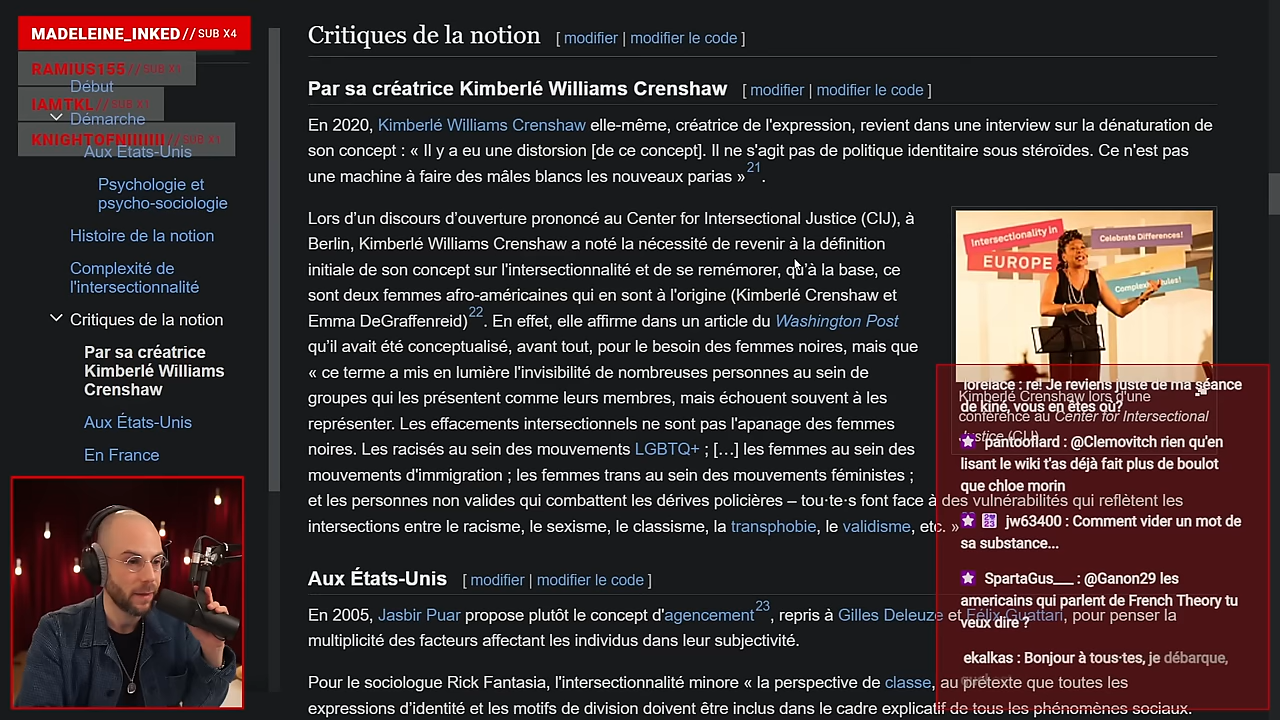 MADELEINE_INKED // SUB X4
RAMIUS155 // SUB X1
IAMTKL // SUB X1
KNIGHTOFNIIIIIII // SUB X1
Début
Démarche
Aux États-Unis
Psychologie et
psycho-sociologie
Histoire de la notion
Complexité de
l'intersectionnalité
Critiques de la notion
Par sa créatrice
Kimberlé Williams
Crenshaw
Aux États-Unis
En France
Critiques de la notion [ modifier | modifier le code ]
Par sa créatrice Kimberlé Williams Crenshaw [ modifier | modifier le code ]
En 2020, Kimberlé Williams Crenshaw elle-même, créatrice de l'expression, revient dans une interview sur la dénaturation de
son concept : « Il y a eu une distorsion [de ce concept]. Il ne s'agit pas de politique identitaire sous stéroïdes. Ce n'est pas
une machine à faire des mâles blancs les nouveaux parias »21.
Lors d’un discours d’ouverture prononcé au Center for Intersectional Justice (CIJ), à
Berlin, Kimberlé Williams Crenshaw a noté la nécessité de revenir à la définition
initiale de son concept sur l'intersectionnalité et de se remémorer, qu’à la base, ce
sont deux femmes afro-américaines qui en sont à l'origine (Kimberlé Crenshaw et
Emma DeGraffenreid)22. En effet, elle affirme dans un article du Washington Post
qu’il avait été conceptualisé, avant tout, pour le besoin des femmes noires, mais que
« ce terme a mis en lumière l'invisibilité de nombreuses personnes au sein de
groupes qui les présentent comme leurs membres, mais échouent souvent à les
représenter. Les effacements intersectionnels ne sont pas l'apanage des femmes
noires. Les racisés au sein des mouvements LGBTQ+ ; […] les femmes au sein des
mouvements d'immigration ; les femmes trans au sein des mouvements féministes ;
et les personnes non valides qui combattent les dérives policières – tou·te·s font face à des vulnérabilités qui reflètent les
intersections entre le racisme, le sexisme, le classisme, la transphobie, le validisme, etc. »
Intersectionality in
EUROPE
Celebrate Differences!
Kimberlé Crenshaw lors d'une
conférence au Center for Intersectional
Justice (CIJ)
Aux États-Unis [ modifier | modifier le code ]
En 2005, Jasbir Puar propose plutôt le concept d'agencement23, repris à Gilles Deleuze et Félix Guattari, pour penser la
multiplicité des facteurs affectant les individus dans leur subjectivité.
Pour le sociologue Rick Fantasia, l'intersectionnalité minore « la perspective de classe, au prétexte que toutes les
expressions d'identité et les motifs de division doivent être inclus dans le cadre explicatif de tous les phénomènes sociaux.
lorelace : re! Je reviens juste de ma séance
de kiné, vous en êtes où?
pantouflard : @Clemovitch rien qu'en
lisant le wiki t'as déjà fait plus de boulot
que chloe morin
jw63400 : Comment vider un mot de
sa substance...
SpartaGus___ : @Ganon29 les
americains qui parlent de French Theory tu
veux dire ?
ekalkas : Bonjour à tous·tes, je débarque,